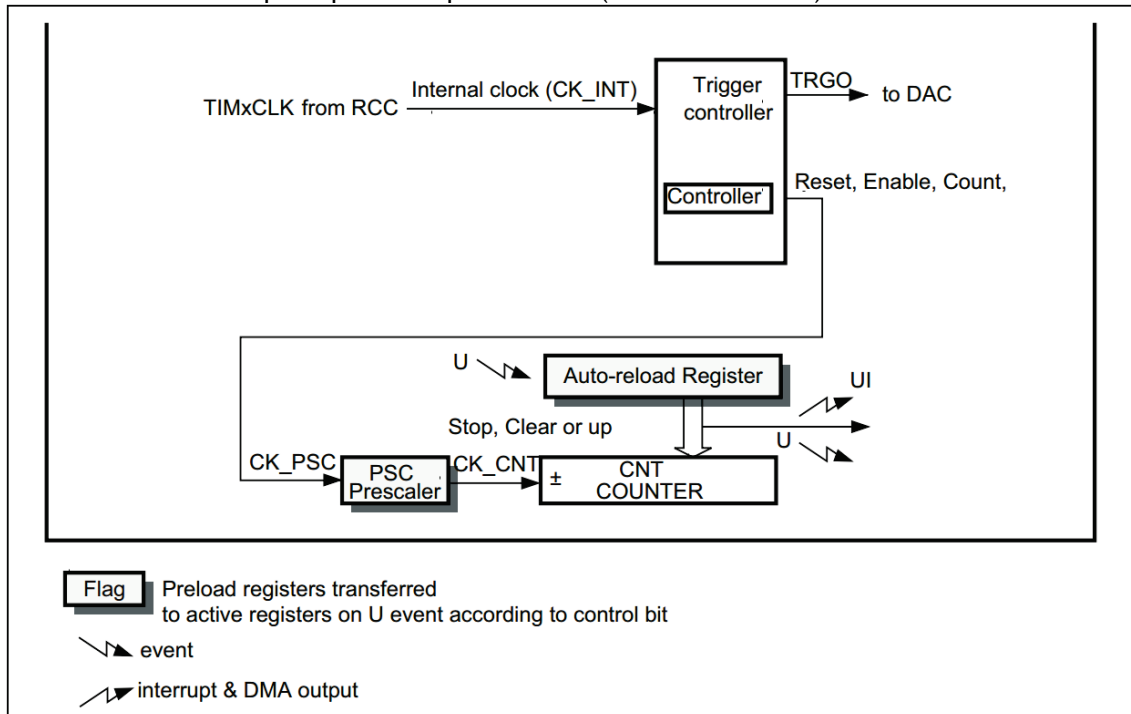 Internal clock (CK_INT)
TIMxCLK from RCC
Trigger
controller
TRGO
to DAC
Controller
Reset, Enable, Count,
U
Auto-reload Register
UI
Stop, Clear or up
U
CK_PSC
PSC
Prescaler
CK_CNT
± CNT
COUNTER
Flag Preload registers transferred
to active registers on U event according to control bit
event
interrupt & DMA output